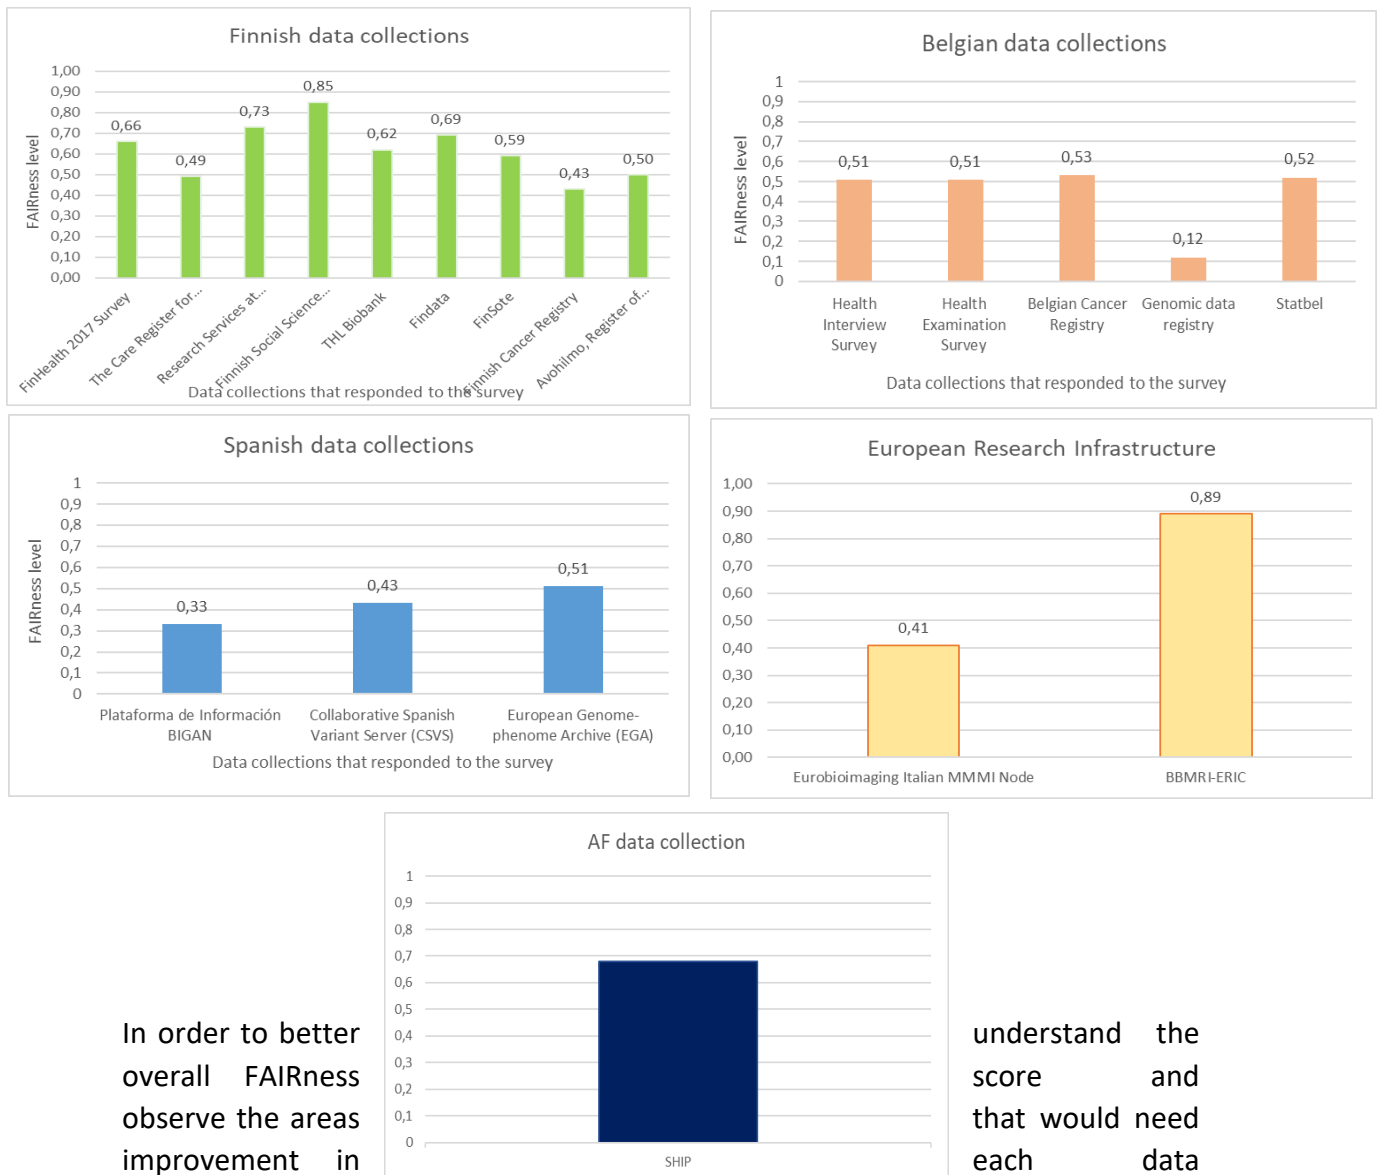 Finnish data collections
1,00
0,90
0,80
0,70
0,60
0,50
0,40
0,30
0,20
0,10
0,00
FAIRness level
0,66
0,49
0,73
0,85
0,62
0,69
0,59
0,43
0,50
FinHealth 2017 Survey
The Care Register for...
Research Services at...
Finnish Social Science...
THL Biobank
Findata
FinSote
Finnish Cancer Registry
Avohilmo, Register of...
Data collections that responded to the survey
Belgian data collections
1
0,9
0,8
0,7
0,6
0,5
0,4
0,3
0,2
0,1
0
FAIRness level
0,51
0,51
0,53
0,12
0,52
Health
Interview
Survey
Health
Examination
Survey
Belgian Cancer
Registry
Genomic data
registry
Statbel
Data collections that responded to the survey
Spanish data collections
1
0,9
0,8
0,7
0,6
0,5
0,4
0,3
0,2
0,1
0
FAIRness level
0,33
0,43
0,51
Plataforma de Información
BIGAN
Collaborative Spanish
Variant Server (CSVS)
European Genome-
phenome Archive (EGA)
Data collections that responded to the survey
European Research Infrastructure
1,00
0,90
0,80
0,70
0,60
0,50
0,40
0,30
0,20
0,10
0,00
0,41
0,89
Eurobioimaging Italian MMMI Node
BBMRI-ERIC
AF data collection
1
0,9
0,8
0,7
0,6
0,5
0,4
0,3
0,2
0,1
0
SHIP
In order to better understand the
overall FAIRness score and
observe the areas that would need
improvement in each data